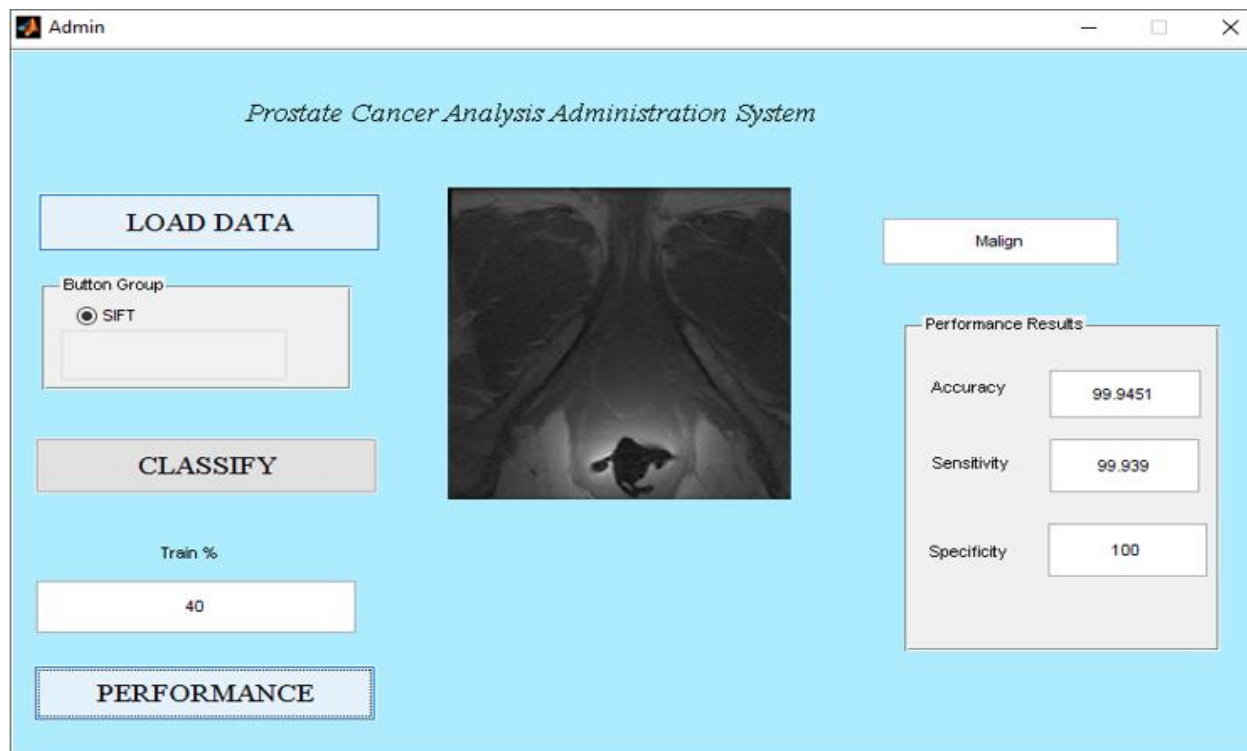 Admin
Prostate Cancer Analysis Administration System
LOAD DATA
Button Group
SIFT
CLASSIFY
Train %
40
PERFORMANCE
Malign
Performance Results
Accuracy 99.9451
Sensitivity 99.939
Specificity 100